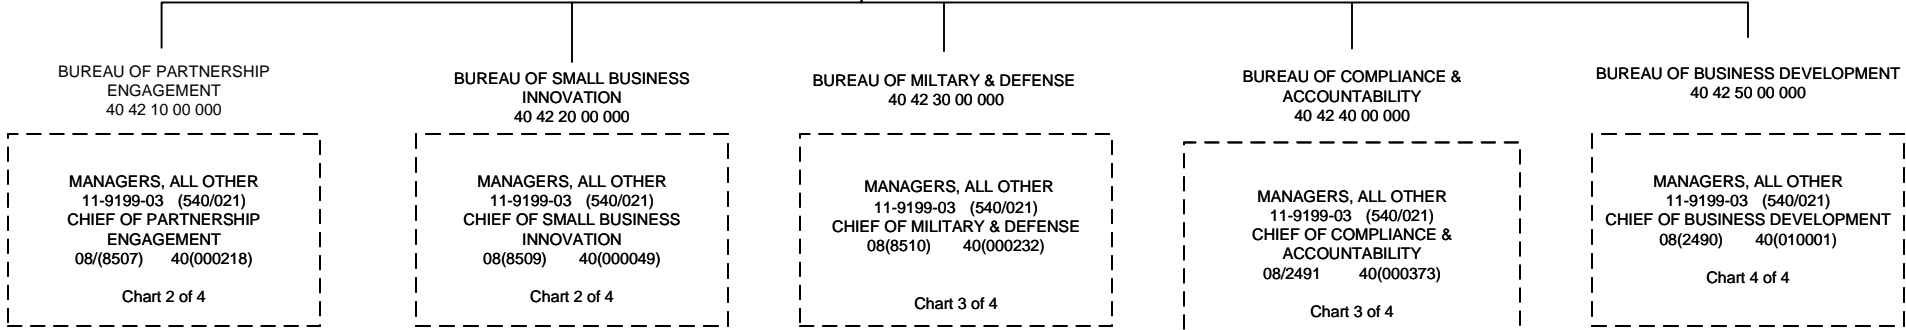 BUREAU OF PARTNERSHIP
ENGAGEMENT
40 42 10 00 000
MANAGERS, ALL OTHER
11-9199-03 (540/021)
CHIEF OF PARTNERSHIP
ENGAGEMENT
08/(8507) 40(000218)
Chart 2 of 4
BUREAU OF SMALL BUSINESS
INNOVATION
40 42 20 00 000
MANAGERS, ALL OTHER
11-9199-03 (540/021)
CHIEF OF SMALL BUSINESS
INNOVATION
08(8509) 40(000049)
Chart 2 of 4
BUREAU OF MILTARY & DEFENSE
40 42 30 00 000
MANAGERS, ALL OTHER
11-9199-03 (540/021)
CHIEF OF MILITARY & DEFENSE
08(8510) 40(000232)
Chart 3 of 4
BUREAU OF COMPLIANCE &
ACCOUNTABILITY
40 42 40 00 000
MANAGERS, ALL OTHER
11-9199-03 (540/021)
CHIEF OF COMPLIANCE &
ACCOUNTABILITY
08/2491 40(000373)
Chart 3 of 4
BUREAU OF BUSINESS DEVELOPMENT
40 42 50 00 000
MANAGERS, ALL OTHER
11-9199-03 (540/021)
CHIEF OF BUSINESS DEVELOPMENT
08(2490) 40(010001)
Chart 4 of 4